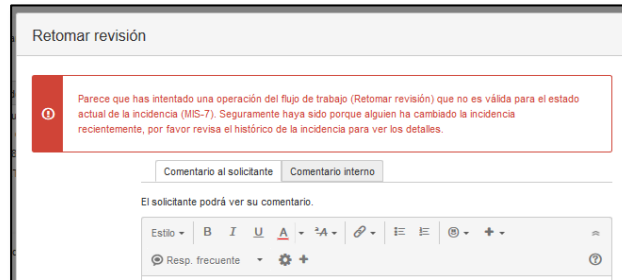 Retomar revisión
Parece que has intentado una operación del flujo de trabajo (Retomar revisión) que no es válida para el estado
actual de la incidencia (MIS-7). Seguramente haya sido porque alguien ha cambiado la incidencia
recientemente, por favor revisa el histórico de la incidencia para ver los detalles.
Comentario al solicitante Comentario interno
El solicitante podrá ver su comentario.
Estilo B I U A ᵃA
Resp. frecuente